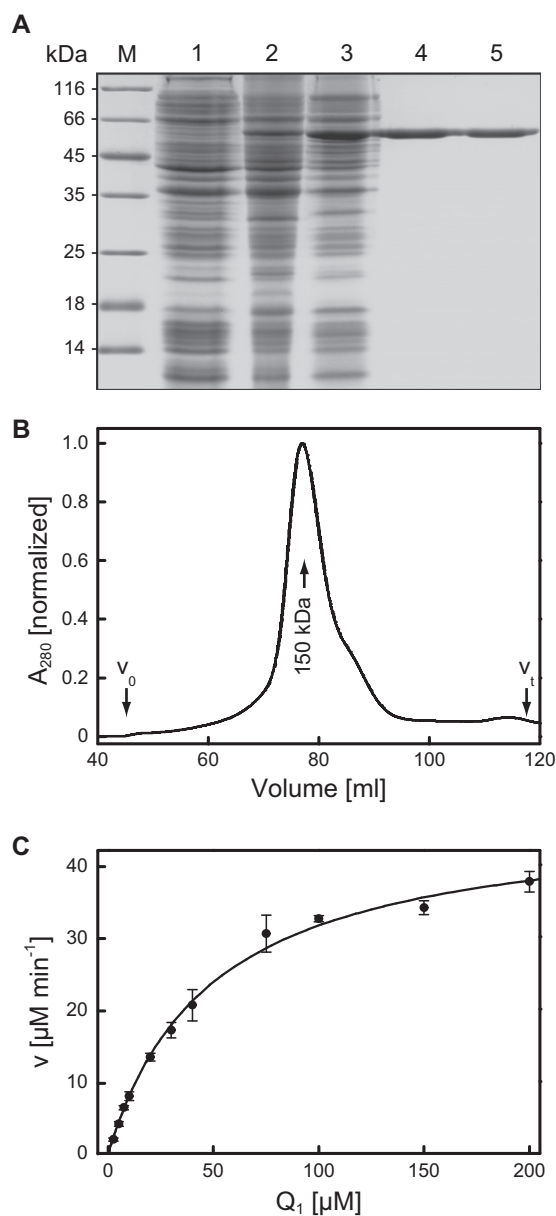 A
kDa M 1 2 3 4 5
116
66
45
35
25
18
14
B
1.0
0.8
0.6
0.4
0.2
0
A280 [normalized]
v0
150 kDa
vt
40 60 80 100 120
Volume [ml]
C
40
30
20
10
0
v [µM min-1]
0 50 100 150 200
Q1 [µM]